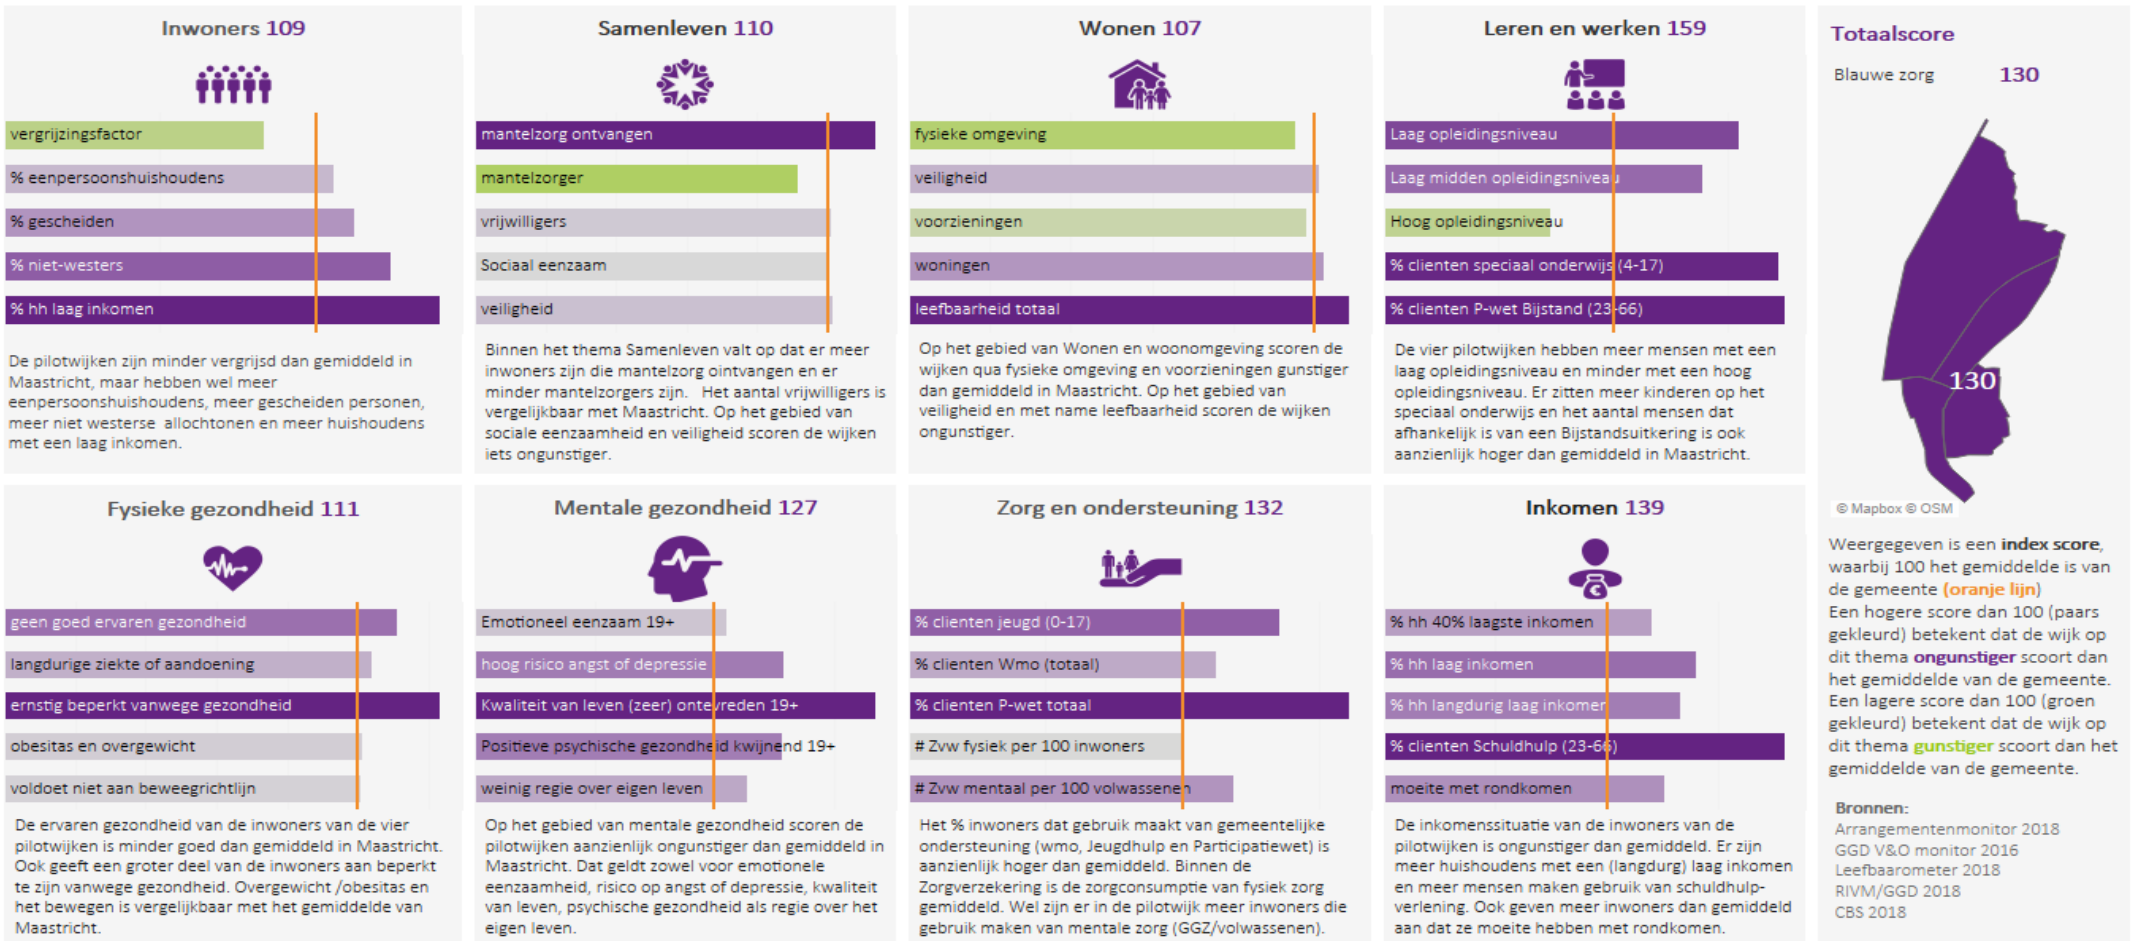 Inwoners 109
vergrijzingsfactor
% eenpersoonshuishoudens
% gescheiden
% niet-westers
% hh laag inkomen
De pilotwijken zijn minder vergrijsd dan gemiddeld in
Maastricht, maar hebben wel meer
eenpersoonshuishoudens, meer gescheiden personen,
meer niet westerse allochtonen en meer huishoudens
met een laag inkomen.
Samenleven 110
mantelzorg ontvangen
mantelzorger
vrijwilligers
Sociaal eenzaam
veiligheid
Binnen het thema Samenleven valt op dat er meer
inwoners zijn die mantelzorg ointvangen en er
minder mantelzorgers zijn. Het aantal vrijwilligers is
vergelijkbaar met Maastricht. Op het gebied van
sociale eenzaamheid en veiligheid scoren de wijken
iets ongunstiger.
Wonen 107
fysieke omgeving
veiligheid
voorzieningen
woningen
leefbaarheid totaal
Op het gebied van Wonen en woonomgeving scoren de
wijken qua fysieke omgeving en voorzieningen gunstiger
dan gemiddeld in Maastricht. Op het gebied van
veiligheid en met name leefbaarheid scoren de wijken
ongunstiger.
Leren en werken 159
Laag opleidingsniveau
Laag midden opleidingsniveau
Hoog opleidingsniveau
% clienten speciaal onderwijs (4-17)
% clienten P-wet Bijstand (23-66)
De vier pilotwijken hebben meer mensen met een
laag opleidingsniveau en minder met een hoog
opleidingsniveau. Er zitten meer kinderen op het
speciaal onderwijs en het aantal mensen dat
afhankelijk is van een Bijstandsuitkering is ook
aanzienlijk hoger dan gemiddeld in Maastricht.
Totaalscore
Blauwe zorg 130
130
© Mapbox © OSM
Fysieke gezondheid 111
geen goed ervaren gezondheid
langdurige ziekte of aandoening
ernstig beperkt vanwege gezondheid
obesitas en overgewicht
voldoet niet aan beweegrichtlijn
De ervaren gezondheid van de inwoners van de vier
pilotwijken is minder goed dan gemiddeld in Maastricht.
Ook geeft een groter deel van de inwoners aan beperkt
te zijn vanwege gezondheid. Overgewicht /obesitas en
het bewegen is vergelijkbaar met het gemiddelde van
Maastricht.
Mentale gezondheid 127
Emotioneel eenzaam 19+
hoog risico angst of depressie
Kwaliteit van leven (zeer) ontevreden 19+
Positieve psychische gezondheid kwijnend 19+
weinig regie over eigen leven
Op het gebied van mentale gezondheid scoren de
pilotwijken aanzienlijk ongunstiger dan gemiddeld in
Maastricht. Dat geldt zowel voor emotionele
eenzaamheid, risico op angst of depressie, kwaliteit
van leven, psychische gezondheid als regie over het
eigen leven.
Zorg en ondersteuning 132
% clienten jeugd (0-17)
% clienten Wmo (totaal)
% clienten P-wet totaal
# Zvw fysiek per 100 inwoners
# Zvw mentaal per 100 volwassenen
Het % inwoners dat gebruik maakt van gemeentelijke
ondersteuning (wmo, Jeugdhulp en Participatiewet) is
aanzienlijk hoger dan gemiddeld. Binnen de
Zorgverzekering is de zorgconsumptie van fysiek zorg
gemiddeld. Wel zijn er in de pilotwijk meer inwoners die
gebruik maken van mentale zorg (GGZ/volwassenen).
Inkomen 139
% hh 40% laagste inkomen
% hh laag inkomen
% hh langdurig laag inkomen
% clienten Schuldhulp (23-66)
moeite met rondkomen
De inkomenssituatie van de inwoners van de
pilotwijken is ongunstiger dan gemiddeld. Er zijn
meer huishoudens met een (langdurg) laag inkomen
en meer mensen maken gebruik van schuldhulp-
verlening. Ook geven meer inwoners dan gemiddeld
aan dat ze moeite hebben met rondkomen.
Weergegeven is een index score,
waarbij 100 het gemiddelde is van
de gemeente (oranje lijn)
Een hogere score dan 100 (paars
gekleurd) betekent dat de wijk op
dit thema ongunstiger scoort dan
het gemiddelde van de gemeente.
Een lagere score dan 100 (groen
gekleurd) betekent dat de wijk op
dit thema gunstiger scoort dan het
gemiddelde van de gemeente.
Bronnen:
Arrangementenmonitor 2018
GGD V&O monitor 2016
Leefbaarometer 2018
RIVM/GGD 2018
CBS 2018